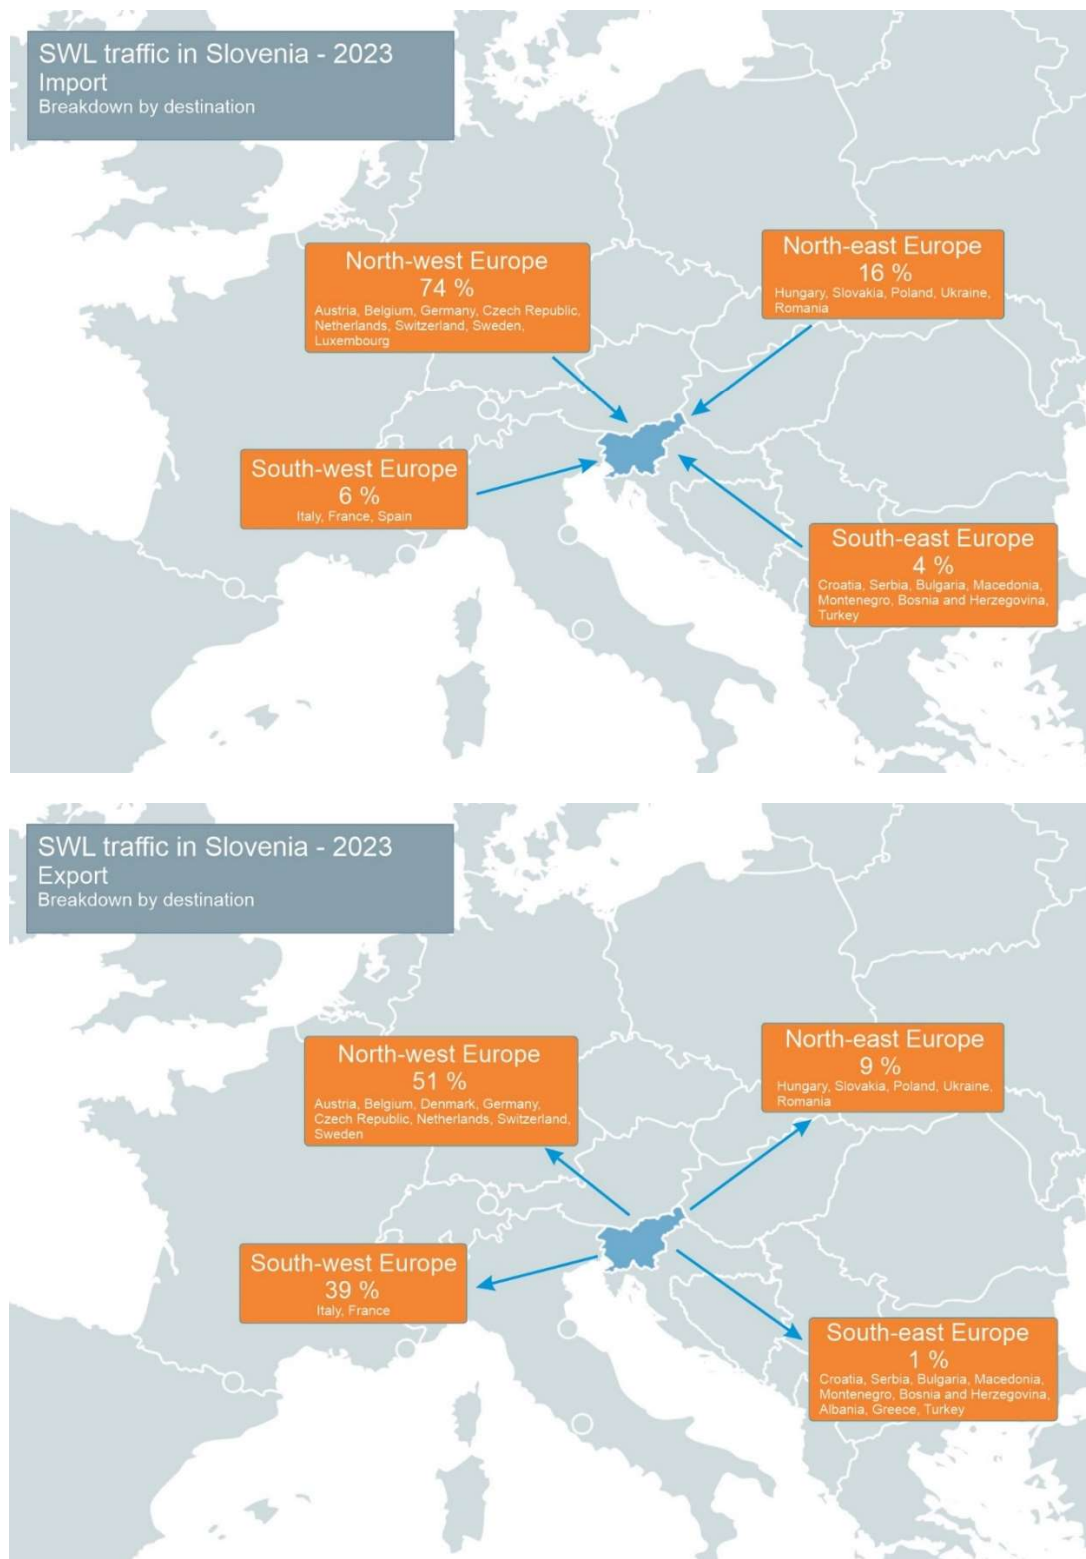 SWL traffic in Slovenia - 2023
Import
Breakdown by destination
North-west Europe
74 %
Austria, Belgium, Germany, Czech Republic,
Netherlands, Switzerland, Sweden,
Luxembourg
North-east Europe
16 %
Hungary, Slovakia, Poland, Ukraine,
Romania
South-west Europe
6 %
Italy, France, Spain
South-east Europe
4 %
Croatia, Serbia, Bulgaria, Macedonia,
Montenegro, Bosnia and Herzegovina,
Turkey
SWL traffic in Slovenia - 2023
Export
Breakdown by destination
North-west Europe
51 %
Austria, Belgium, Denmark, Germany,
Czech Republic, Netherlands, Switzerland,
Sweden
North-east Europe
9 %
Hungary, Slovakia, Poland, Ukraine,
Romania
South-west Europe
39 %
Italy, France
South-east Europe
1 %
Croatia, Serbia, Bulgaria, Macedonia,
Montenegro, Bosnia and Herzegovina,
Albania, Greece, Turkey